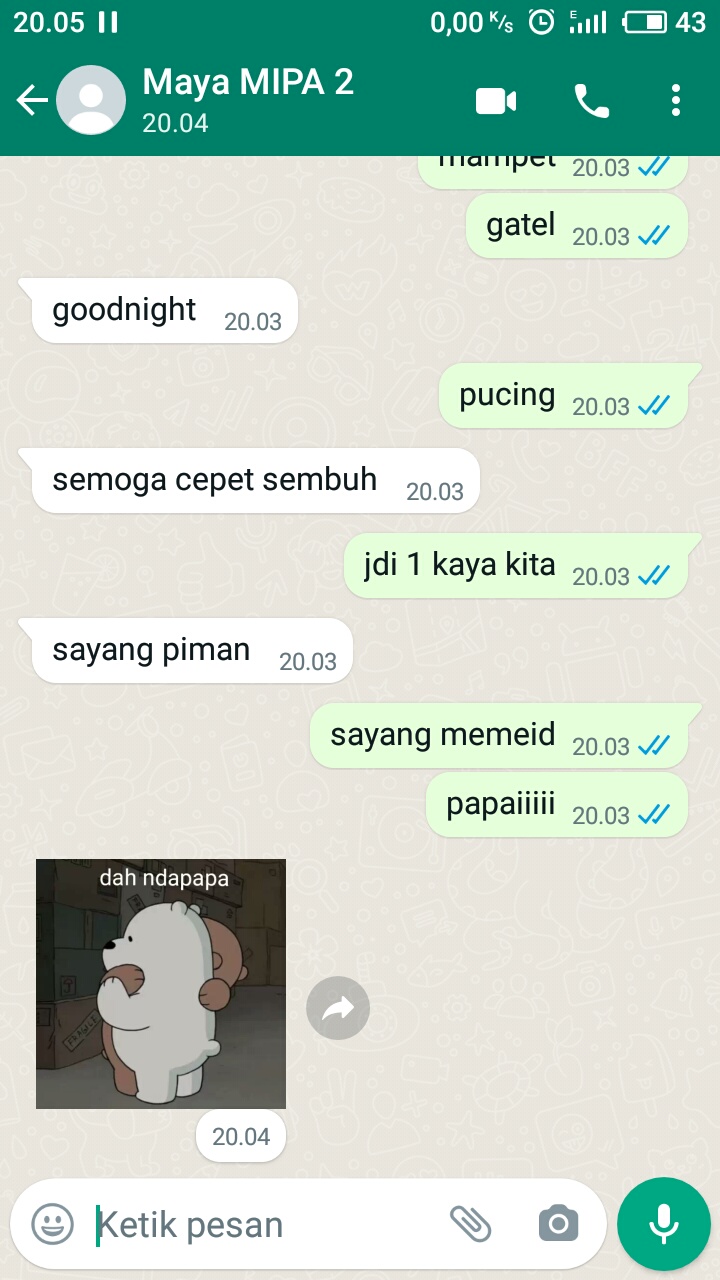 20.05
0,00 K/s
E
43
Maya MIPA 2
20.04
mampet 20.03
gatel 20.03
goodnight 20.03
pucing 20.03
semoga cepet sembuh 20.03
jdi 1 kaya kita 20.03
sayang piman 20.03
sayang memeid 20.03
papaiiiii 20.03
dah ndapapa
FRAGILE
20.04
Ketik pesan